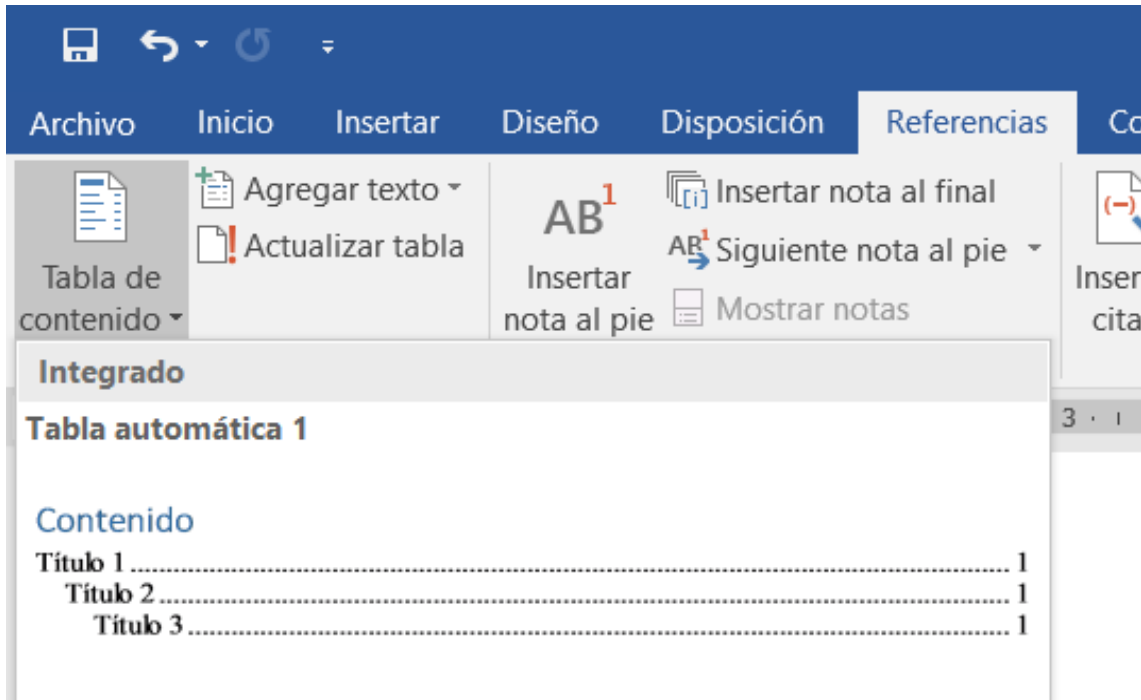 Archivo Inicio Insertar Diseño Disposición Referencias
Tabla de
contenido
Agregar texto
Actualizar tabla
AB1
Insertar
nota al pie
[i] Insertar nota al final
AB1 Siguiente nota al pie
Mostrar notas
(-)
cita
Integrado
Tabla automática 1
3
Contenido
Título 1 1
Título 2 1
Título 3 1